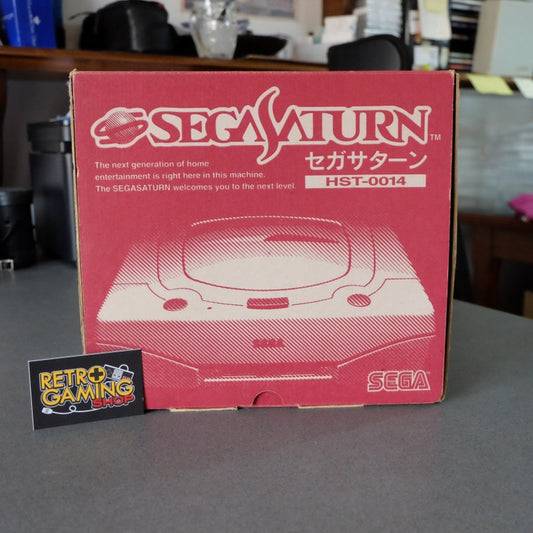 SEGASATURN™
セガサターン
HST-0014
The next generation of home
entertainment is right here in this machine.
The SEGASATURN welcomes you to the next level.
SEGA
SEGA
RETRO
GAMING
SHOP